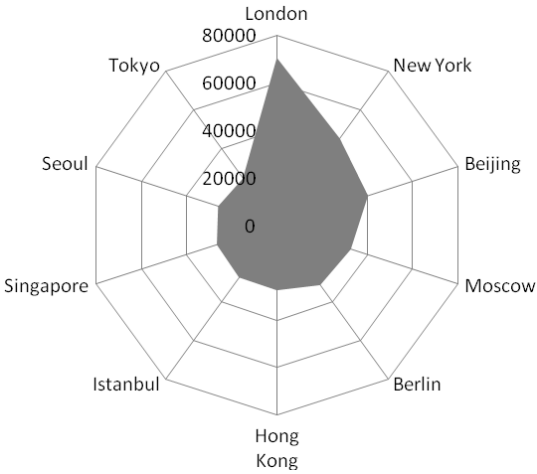 London
80000
Tokyo
New York
60000
40000
Seoul
Beijing
20000
0
Singapore
Moscow
Istanbul
Berlin
Hong
Kong